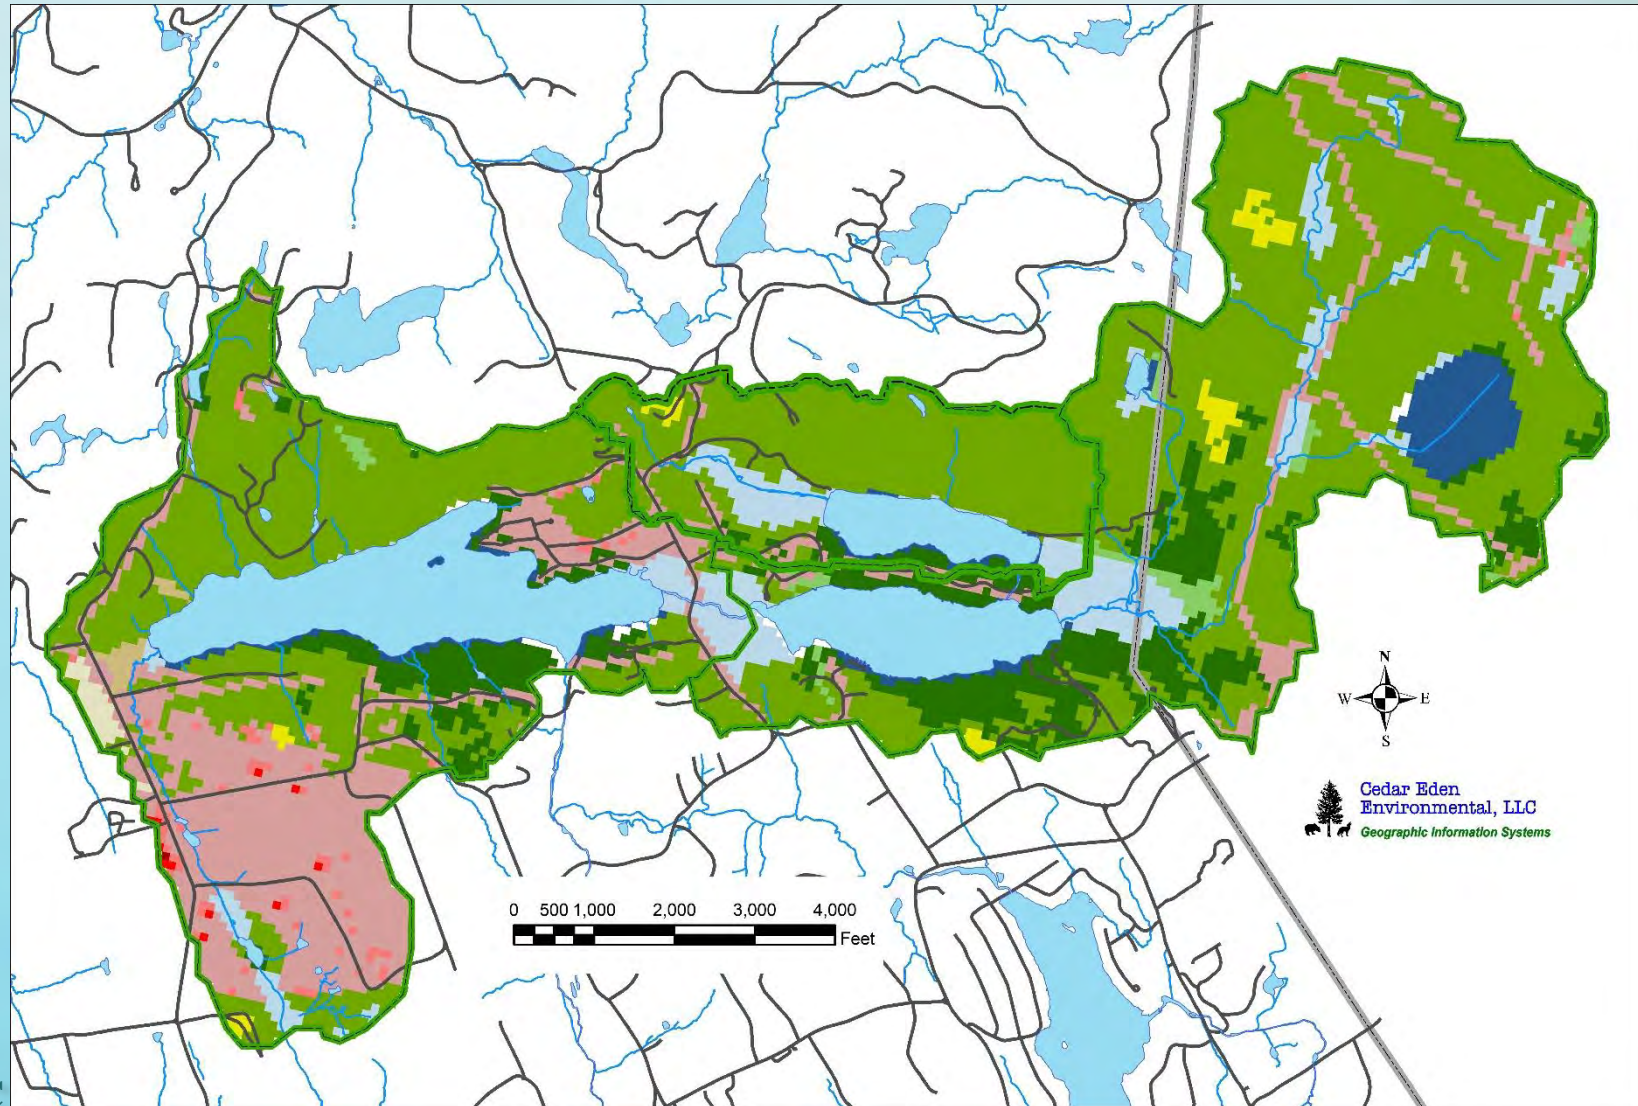 N
W E
S
Cedar Eden
Environmental, LLC
Geographic Information Systems
0 500 1,000 2,000 3,000 4,000
Feet